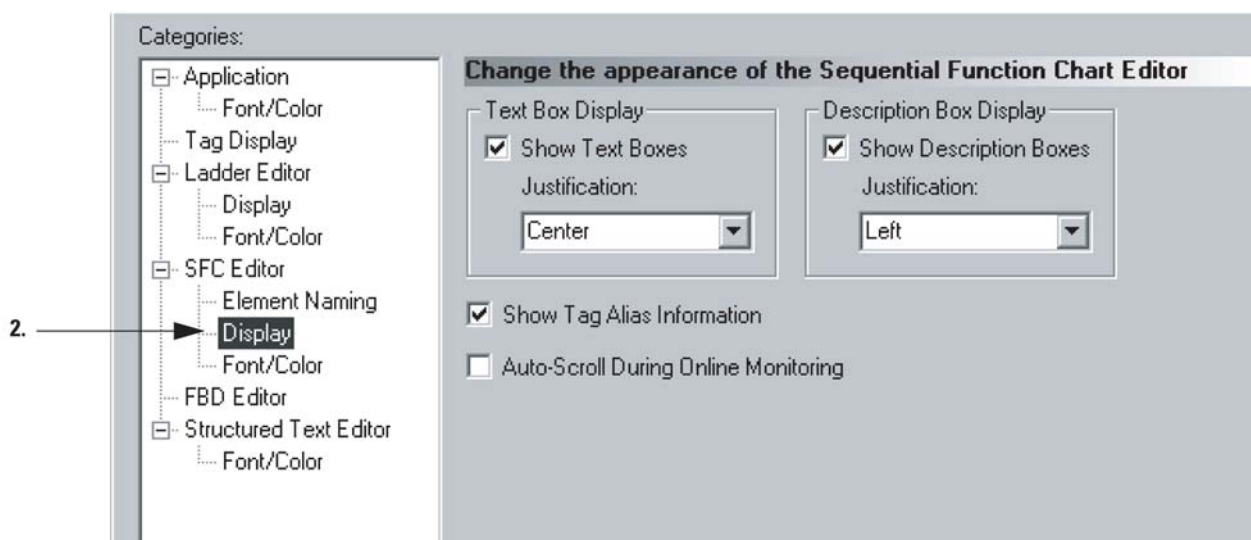 Categories:
Application
Font/Color
Tag Display
Ladder Editor
Display
Font/Color
SFC Editor
Element Naming
2.
Display
Font/Color
FBD Editor
Structured Text Editor
Font/Color
Change the appearance of the Sequential Function Chart Editor
Text Box Display
Show Text Boxes
Justification:
Center
Description Box Display
Show Description Boxes
Justification:
Left
Show Tag Alias Information
Auto-Scroll During Online Monitoring